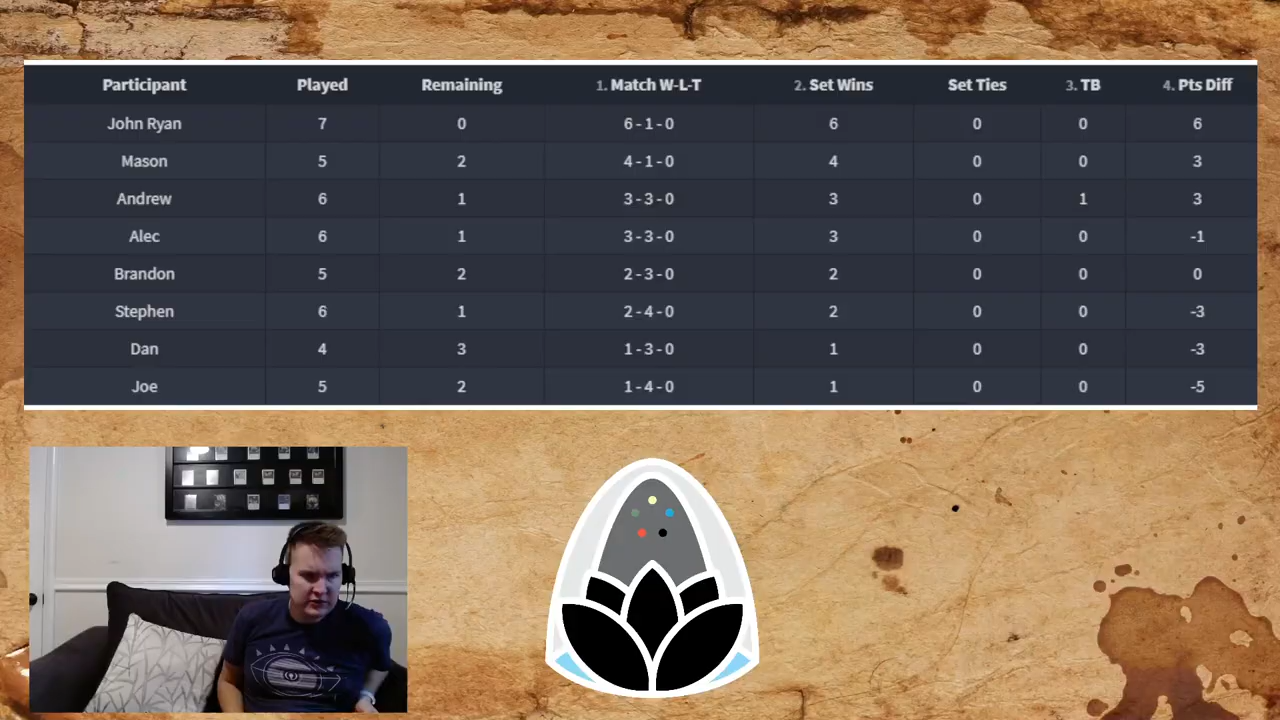 Participant Played Remaining 1. Match W-L-T 2. Set Wins Set Ties 3. TB 4. Pts Diff
John Ryan 7 0 6 - 1 - 0 6 0 0 6
Mason 5 2 4 - 1 - 0 4 0 0 3
Andrew 6 1 3 - 3 - 0 3 0 1 3
Alec 6 1 3 - 3 - 0 3 0 0 -1
Brandon 5 2 2 - 3 - 0 2 0 0 0
Stephen 6 1 2 - 4 - 0 2 0 0 -3
Dan 4 3 1 - 3 - 0 1 0 0 -3
Joe 5 2 1 - 4 - 0 1 0 0 -5